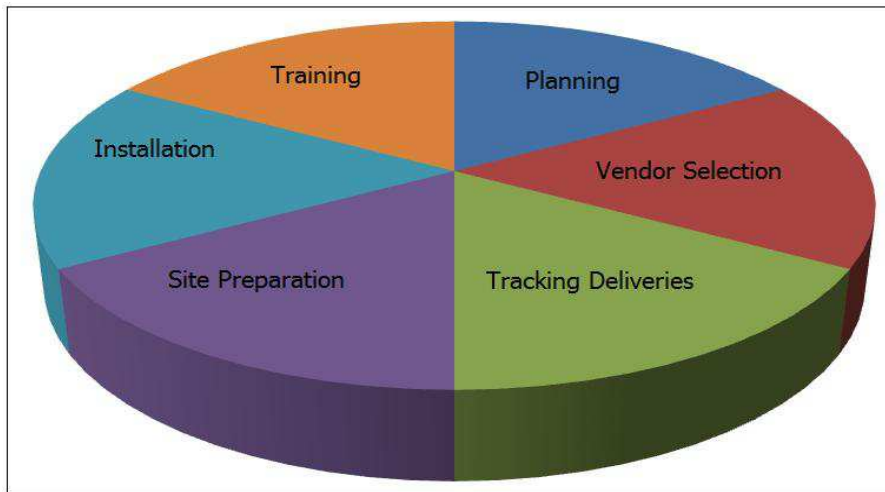 Training
Planning
Installation
Vendor Selection
Site Preparation
Tracking Deliveries